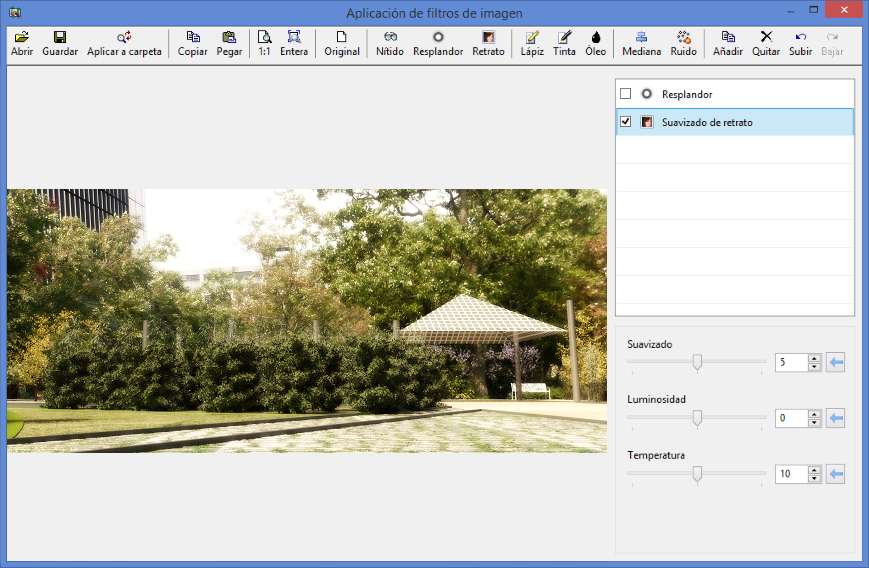 Aplicación de filtros de imagen
Abrir Guardar Aplicar a carpeta Copiar Pegar 1:1 Entera Original Nítido Resplandor Retrato Lápiz Tinta Óleo Mediana Ruido Añadir Quitar Subir Bajar
Resplandor
Suavizado de retrato
Suavizado
5
Luminosidad
0
Temperatura
10